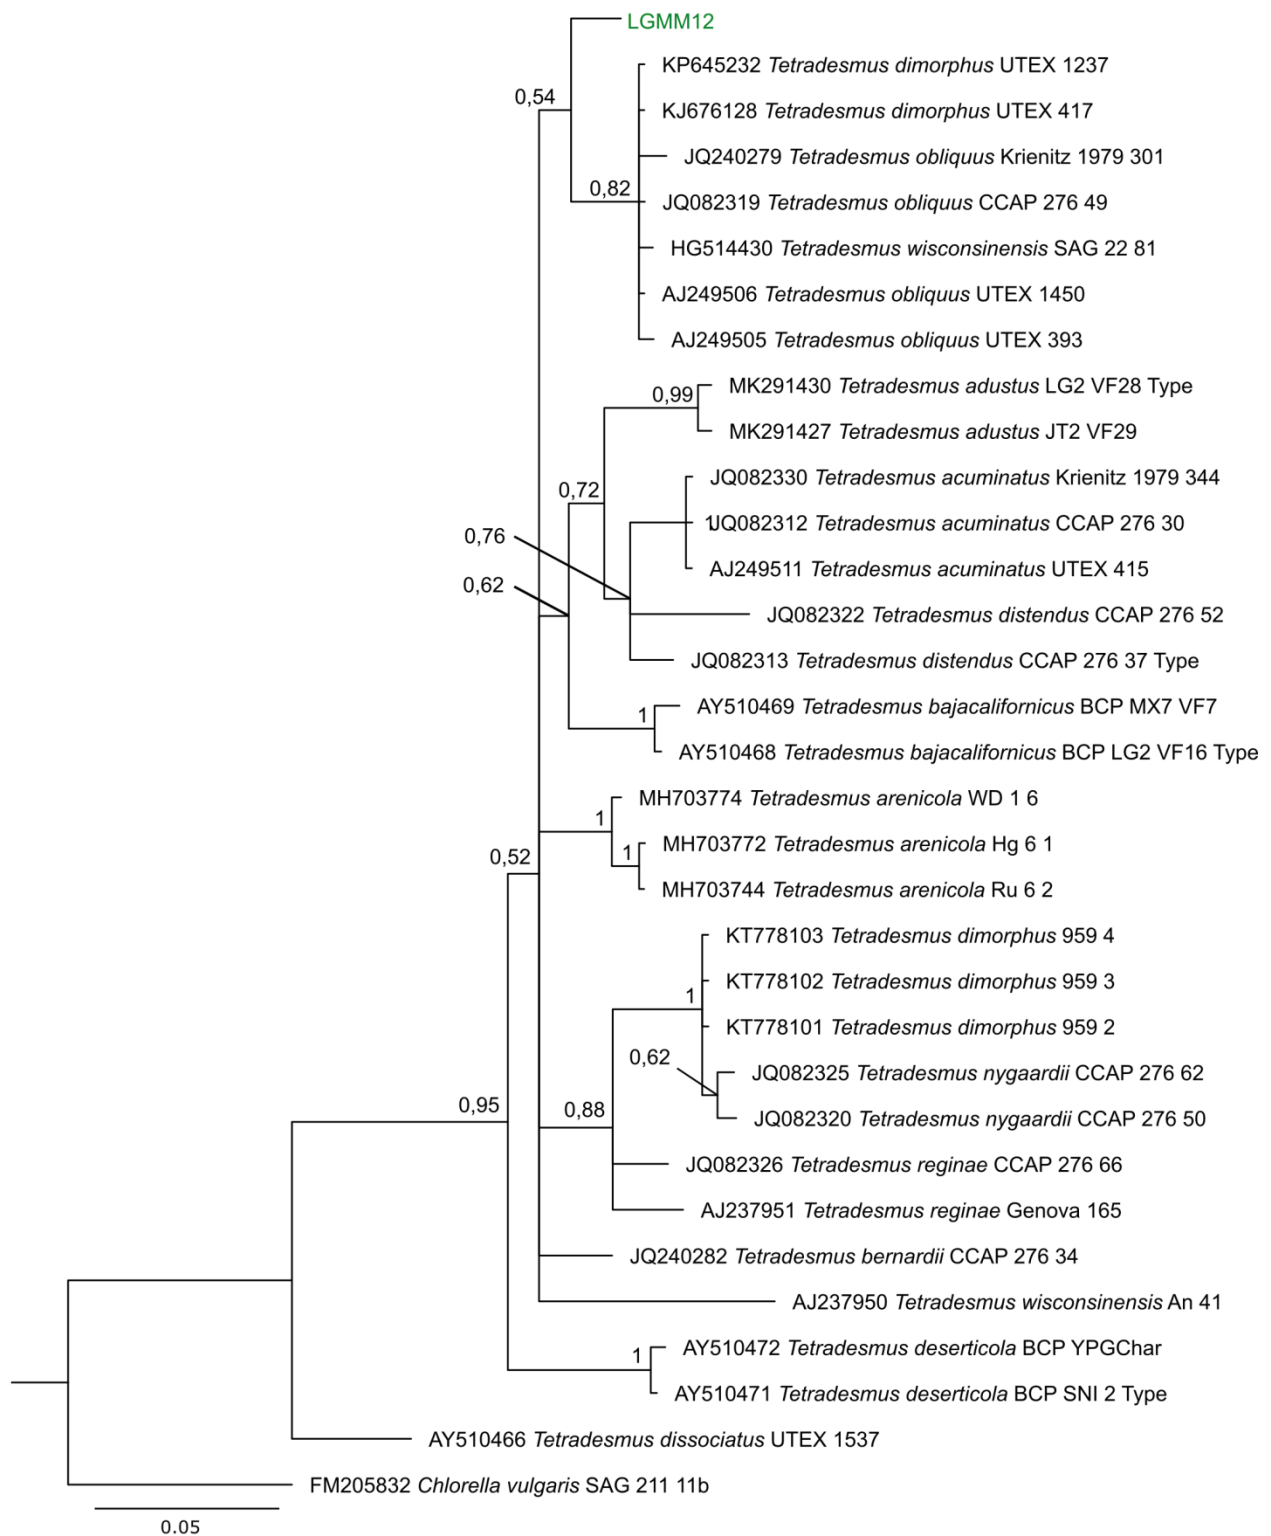 LGMM12
0,54
KP645232 Tetradesmus dimorphus UTEX 1237
KJ676128 Tetradesmus dimorphus UTEX 417
JQ240279 Tetradesmus obliquus Krienitz 1979 301
0,82
JQ082319 Tetradesmus obliquus CCAP 276 49
HG514430 Tetradesmus wisconsinensis SAG 22 81
AJ249506 Tetradesmus obliquus UTEX 1450
AJ249505 Tetradesmus obliquus UTEX 393
0,99
MK291430 Tetradesmus adustus LG2 VF28 Type
MK291427 Tetradesmus adustus JT2 VF29
0,72
JQ082330 Tetradesmus acuminatus Krienitz 1979 344
1
JQ082312 Tetradesmus acuminatus CCAP 276 30
0,76
AJ249511 Tetradesmus acuminatus UTEX 415
0,62
JQ082322 Tetradesmus distendus CCAP 276 52
JQ082313 Tetradesmus distendus CCAP 276 37 Type
1
AY510469 Tetradesmus bajacalifornicus BCP MX7 VF7
AY510468 Tetradesmus bajacalifornicus BCP LG2 VF16 Type
MH703774 Tetradesmus arenicola WD 1 6
1
MH703772 Tetradesmus arenicola Hg 6 1
1
0,52
MH703744 Tetradesmus arenicola Ru 6 2
KT778103 Tetradesmus dimorphus 959 4
KT778102 Tetradesmus dimorphus 959 3
1
KT778101 Tetradesmus dimorphus 959 2
0,62
JQ082325 Tetradesmus nygaardii CCAP 276 62
JQ082320 Tetradesmus nygaardii CCAP 276 50
0,95
0,88
JQ082326 Tetradesmus reginae CCAP 276 66
AJ237951 Tetradesmus reginae Genova 165
JQ240282 Tetradesmus bernardii CCAP 276 34
AJ237950 Tetradesmus wisconsinensis An 41
1
AY510472 Tetradesmus deserticola BCP YPGChar
AY510471 Tetradesmus deserticola BCP SNI 2 Type
AY510466 Tetradesmus dissociatus UTEX 1537
FM205832 Chlorella vulgaris SAG 211 11b
0.05